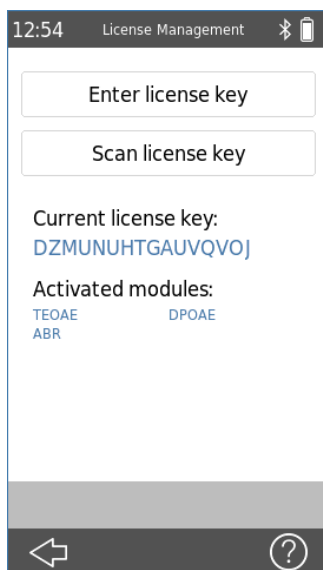 12:54 License Management
Enter license key
Scan license key
Current license key:
DZMUNUHTGAUVQVOJ
Activated modules:
TEOAE DPOAE
ABR
?